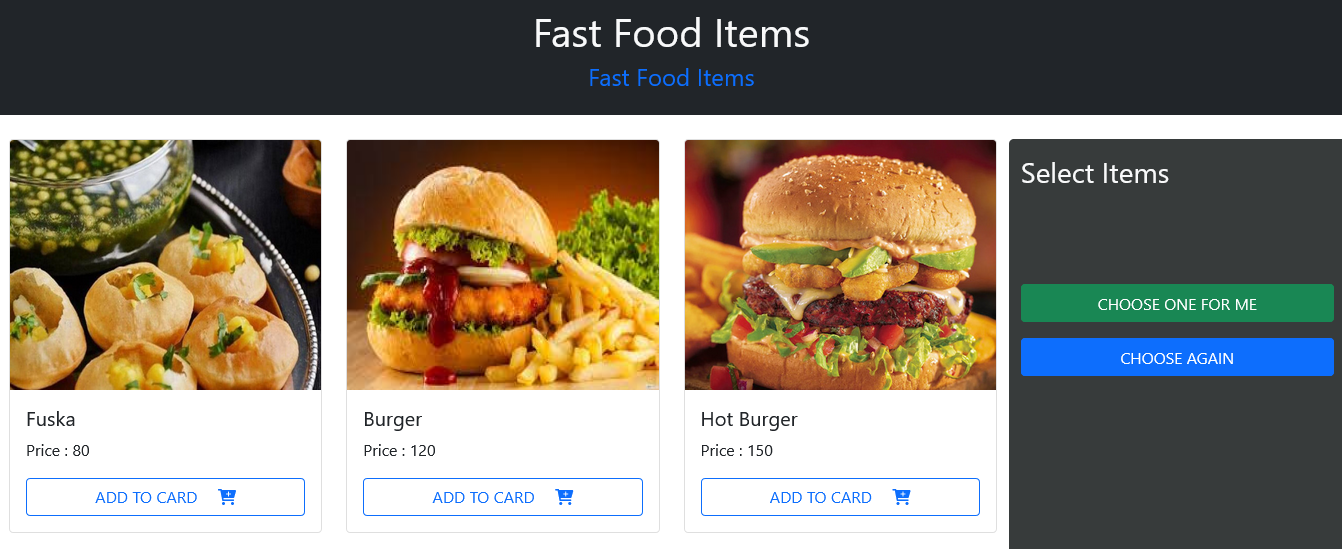 Fast Food Items
Fast Food Items
Fuska
Price : 80
ADD TO CARD
Burger
Price : 120
ADD TO CARD
Hot Burger
Price : 150
ADD TO CARD
Select Items
CHOOSE ONE FOR ME
CHOOSE AGAIN